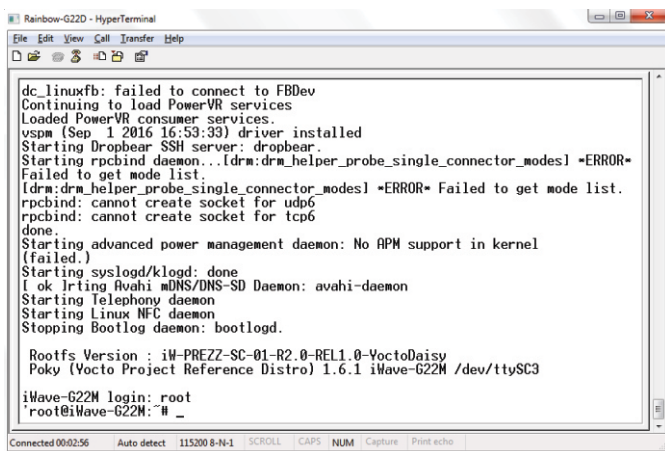 Rainbow-G22D - HyperTerminal
File Edit View Call Transfer Help
dc_linuxfb: failed to connect to FBDev
Continuing to load PowerVR services
Loaded PowerVR consumer services.
vspm (Sep  1 2016 16:53:33) driver installed
Starting Dropbear SSH server: dropbear.
Starting rpcbind daemon...[drm:drm_helper_probe_single_connector_modes] *ERROR*
Failed to get mode list.
[drm:drm_helper_probe_single_connector_modes] *ERROR* Failed to get mode list.
rpcbind: cannot create socket for udp6
rpcbind: cannot create socket for tcp6
done.
Starting advanced power management daemon: No APM support in kernel
(failed.)
Starting syslogd/klogd: done
[ ok ]rting Avahi mDNS/DNS-SD Daemon: avahi-daemon
Starting Telephony daemon
Starting Linux NFC daemon
Stopping Bootlog daemon: bootlogd.
Rootfs Version : iW-PREZZ-SC-01-R2.0-REL1.0-YoctoDaisy
Poky (Yocto Project Reference Distro) 1.6.1 iWave-G22M /dev/ttySC3
iWave-G22M login: root
'root@iWave-G22M:~# _
Connected 00:02:56 Auto detect 115200 8-N-1 SCROLL CAPS NUM Capture Print echo